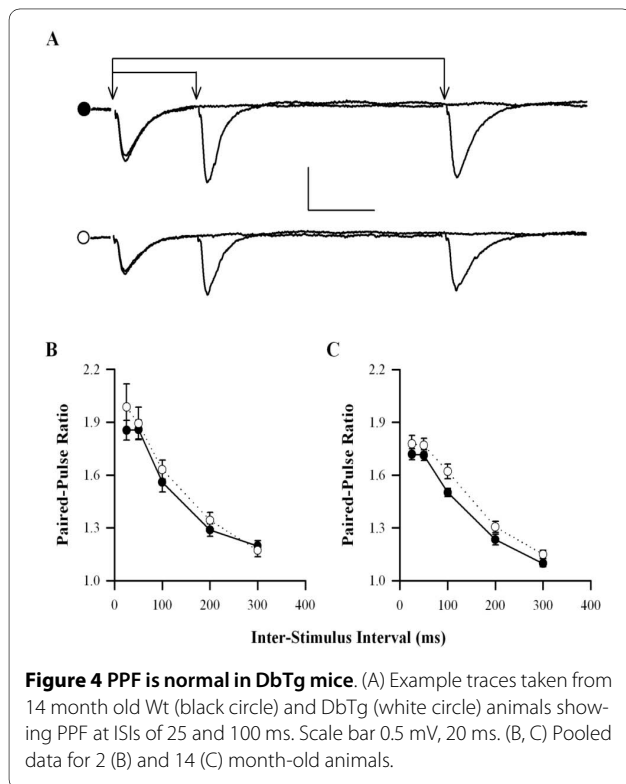 A
B
C
2.2
1.9
1.6
1.3
1.0
Paired-Pulse Ratio
0 100 200 300 400
2.2
1.9
1.6
1.3
1.0
Paired-Pulse Ratio
0 100 200 300 400
Inter-Stimulus Interval (ms)
Figure 4 PPF is normal in DbTg mice. (A) Example traces taken from
14 month old Wt (black circle) and DbTg (white circle) animals show-
ing PPF at ISIs of 25 and 100 ms. Scale bar 0.5 mV, 20 ms. (B, C) Pooled
data for 2 (B) and 14 (C) month-old animals.